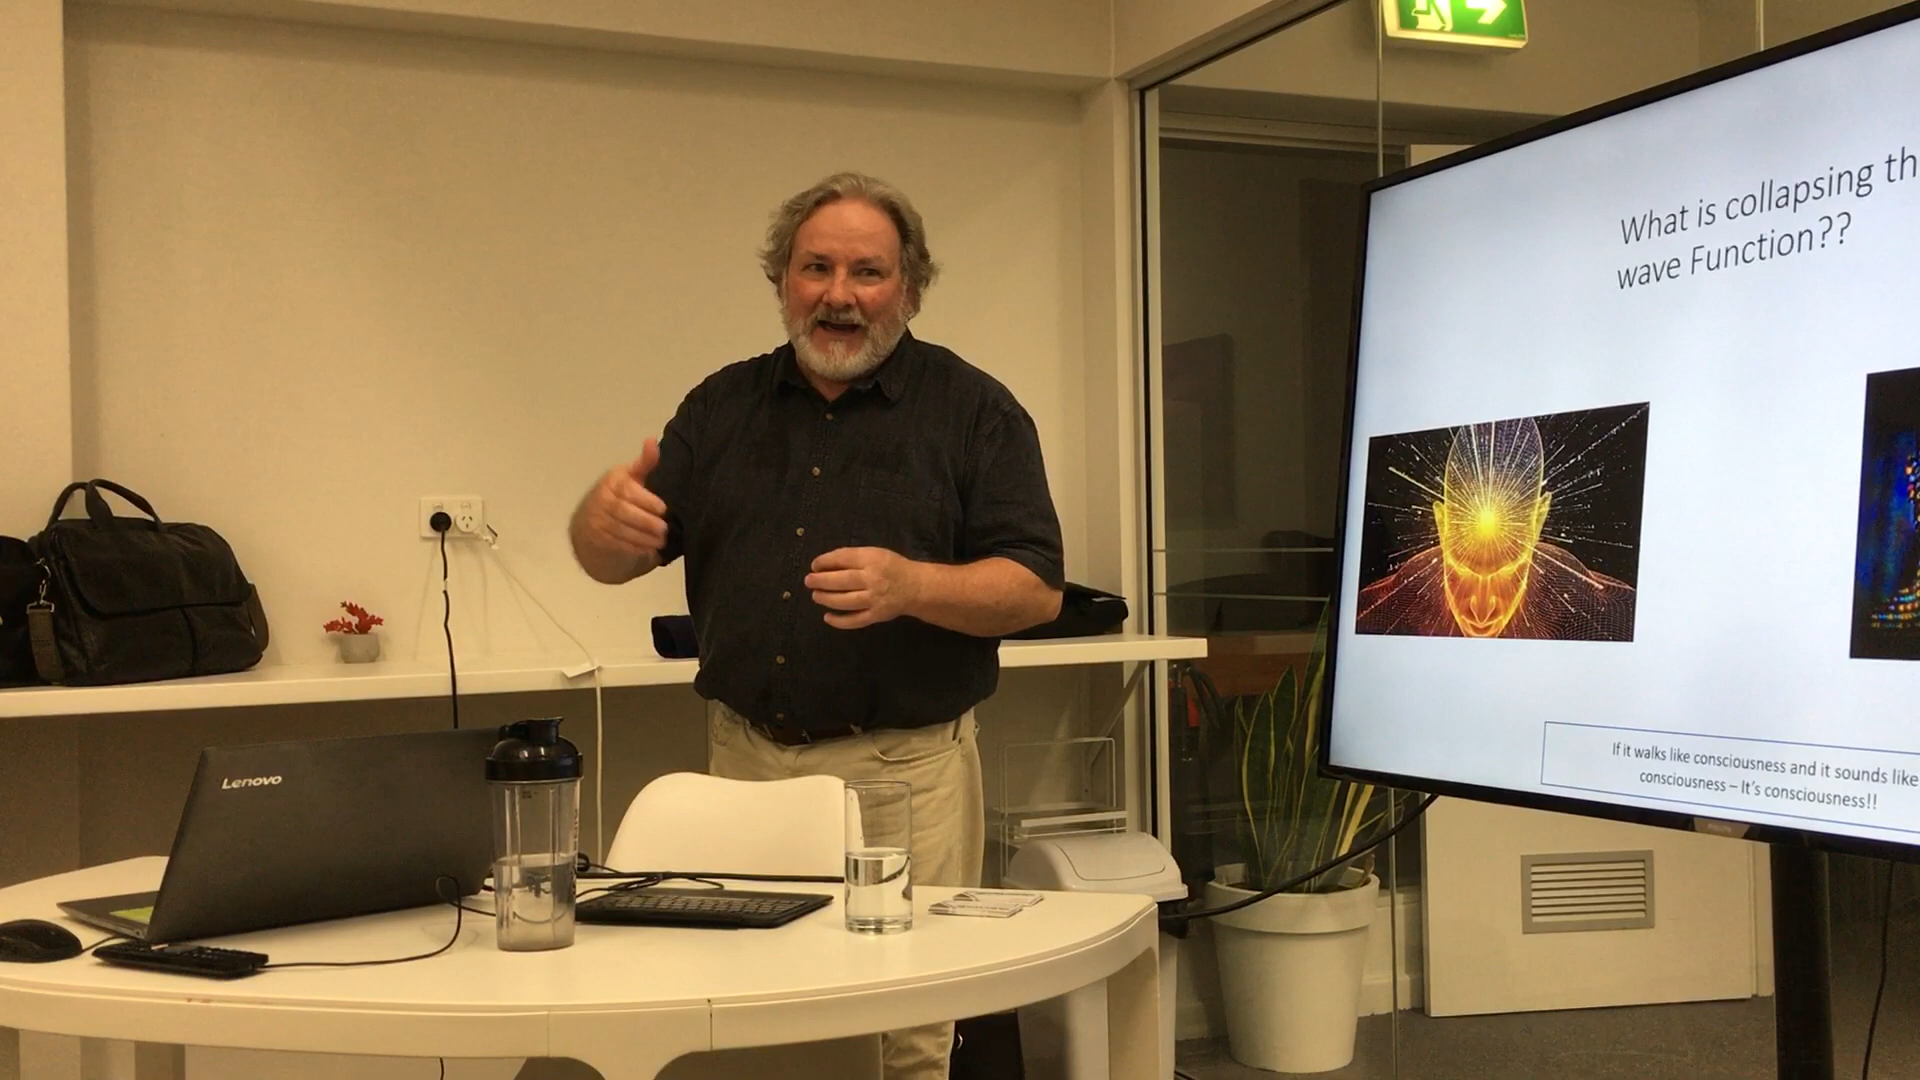 What is collapsing th
wave Function??
If it walks like consciousness and it sounds like
consciousness – It's consciousness!!
Lenovo